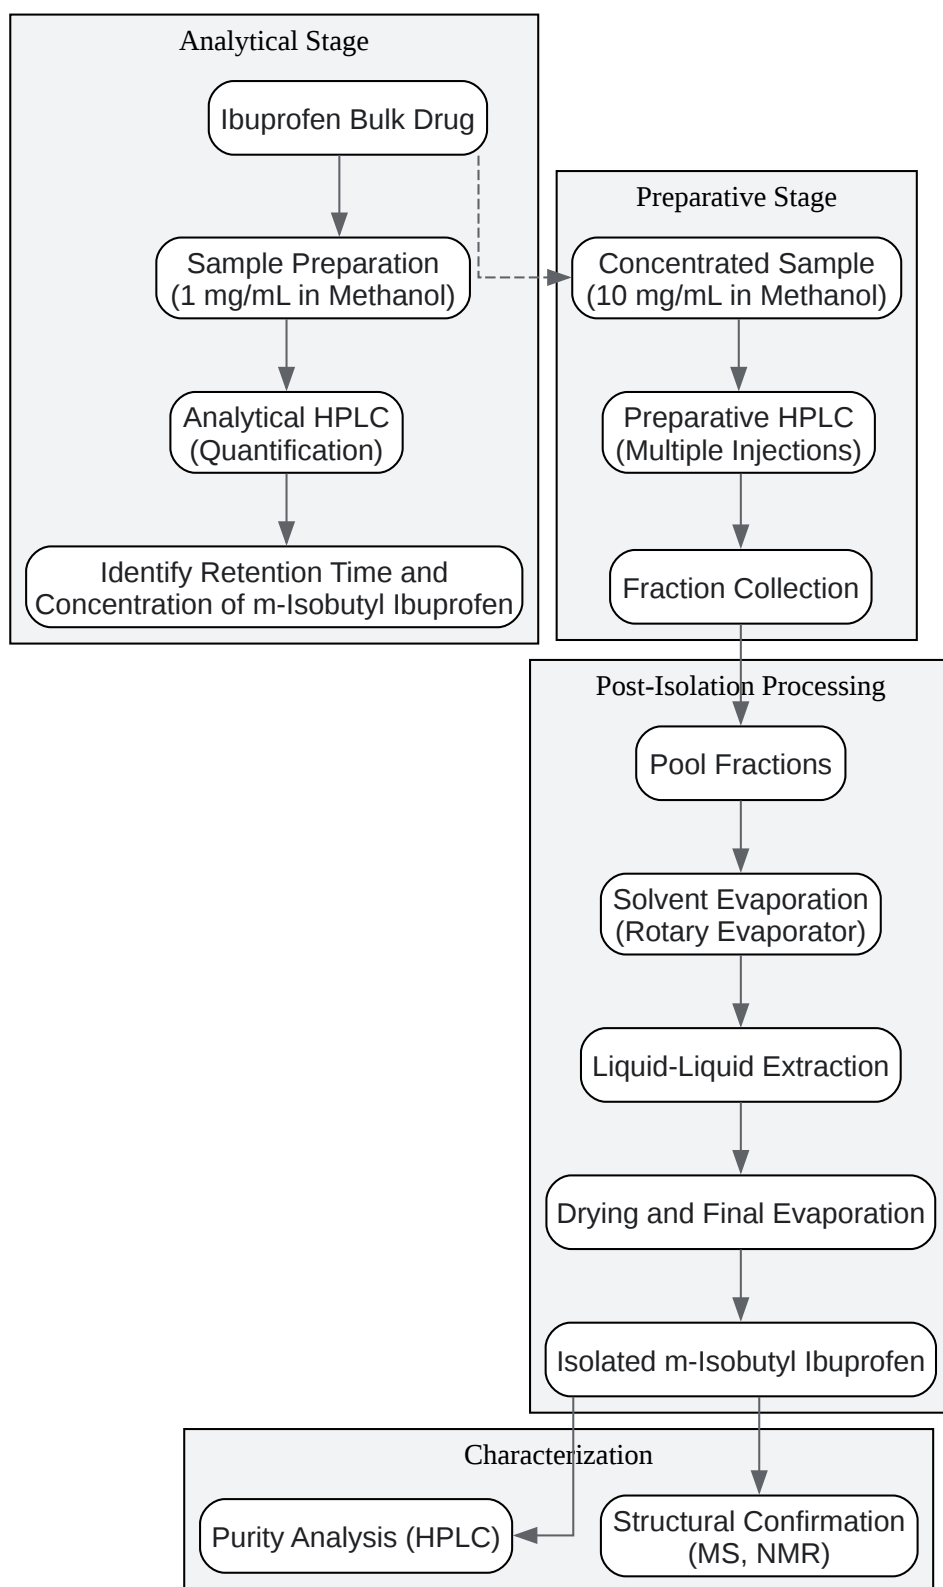 Analytical Stage
Ibuprofen Bulk Drug
Sample Preparation
(1 mg/mL in Methanol)
Analytical HPLC
(Quantification)
Identify Retention Time and
Concentration of m-Isobutyl Ibuprofen
Preparative Stage
Concentrated Sample
(10 mg/mL in Methanol)
Preparative HPLC
(Multiple Injections)
Fraction Collection
Post-Isolation Processing
Pool Fractions
Solvent Evaporation
(Rotary Evaporator)
Liquid-Liquid Extraction
Drying and Final Evaporation
Isolated m-Isobutyl Ibuprofen
Characterization
Purity Analysis (HPLC)
Structural Confirmation
(MS, NMR)